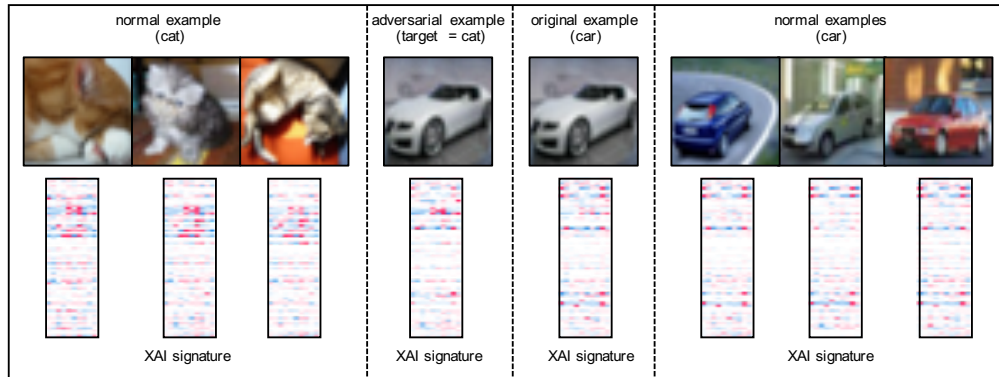 normal example
(cat)
adversarial example
(target = cat)
original example
(car)
normal examples
(car)
XAI signature
XAI signature
XAI signature
XAI signature